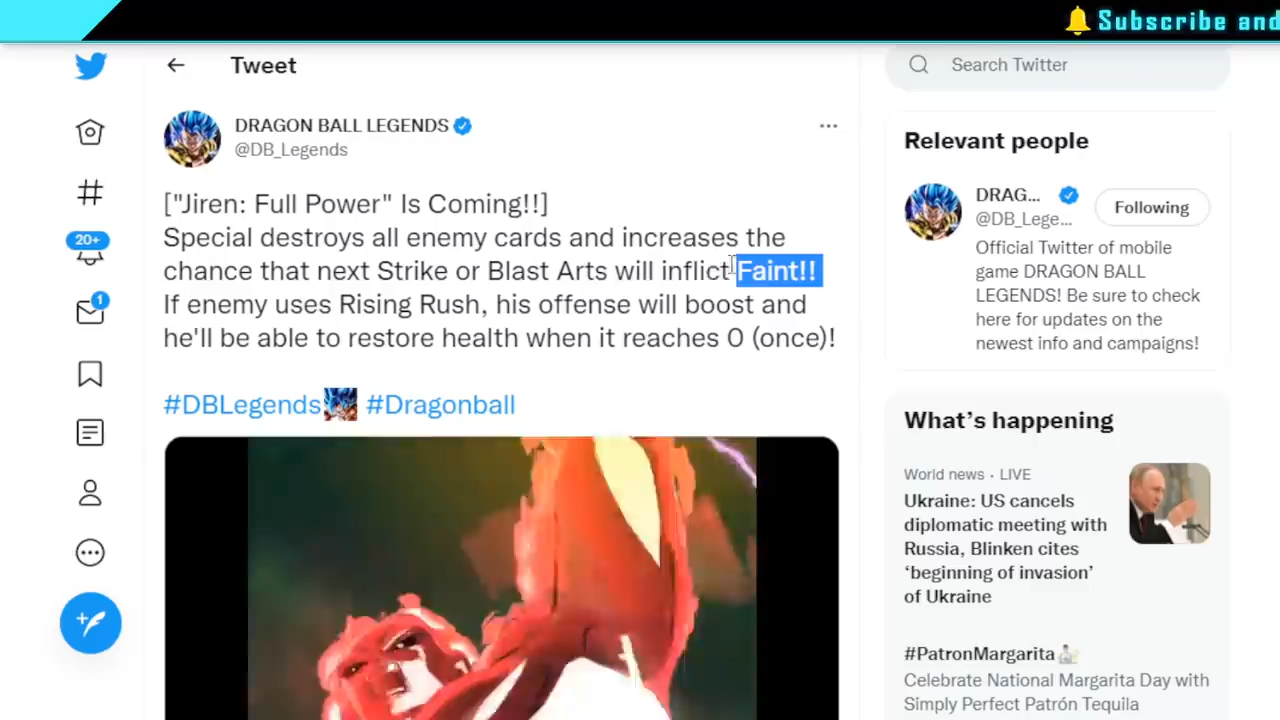 Subscribe and
Tweet
Search Twitter
DRAGON BALL LEGENDS
@DB_Legends
["Jiren: Full Power" Is Coming!!]
Special destroys all enemy cards and increases the
chance that next Strike or Blast Arts will inflict Faint!!
If enemy uses Rising Rush, his offense will boost and
he'll be able to restore health when it reaches 0 (once)!
#DBLegends #Dragonball
20+
1
Relevant people
DRAG...
@DB_Lege...
Following
Official Twitter of mobile
game DRAGON BALL
LEGENDS! Be sure to check
here for updates on the
newest info and campaigns!
What's happening
World news · LIVE
Ukraine: US cancels
diplomatic meeting with
Russia, Blinken cites
‘beginning of invasion’
of Ukraine
#PatronMargarita
Celebrate National Margarita Day with
Simply Perfect Patrón Tequila